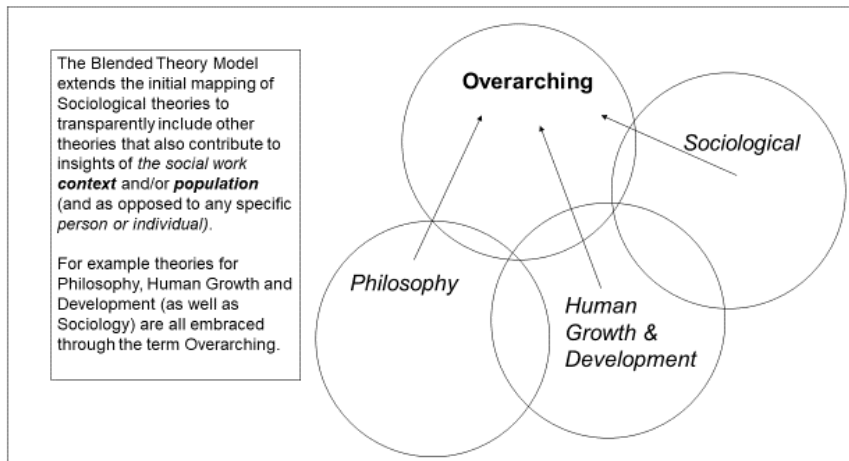 The Blended Theory Model
extends the initial mapping of
Sociological theories to
transparently include other
theories that also contribute to
insights of the social work
context and/or population
(and as opposed to any specific
person or individual).
For example theories for
Philosophy, Human Growth and
Development (as well as
Sociology) are all embraced
through the term Overarching.
Overarching
Sociological
Philosophy
Human
Growth &
Development